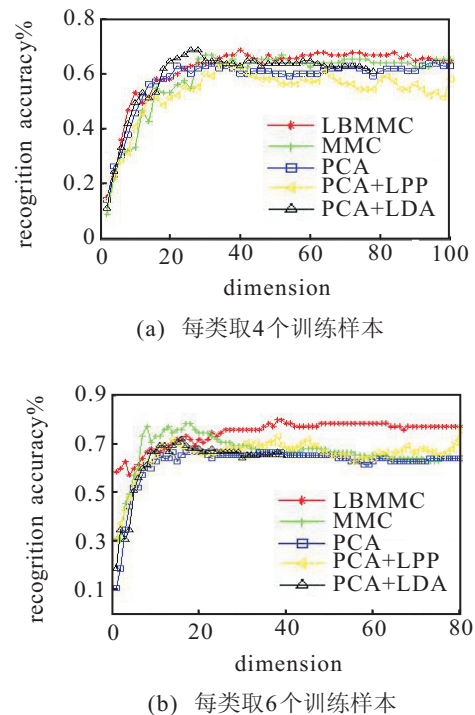 recogrition accuracy%
0.8
0.6
0.4
0.2
0
LBMMC
MMC
PCA
PCA+LPP
PCA+LDA
0 20 40 60 80 100
dimension
(a) 每类取4个训练样本
recogrition accuracy%
0.9
0.7
0.5
0.3
0.1
LBMMC
MMC
PCA
PCA+LPP
PCA+LDA
0 20 40 60 80
dimension
(b) 每类取6个训练样本